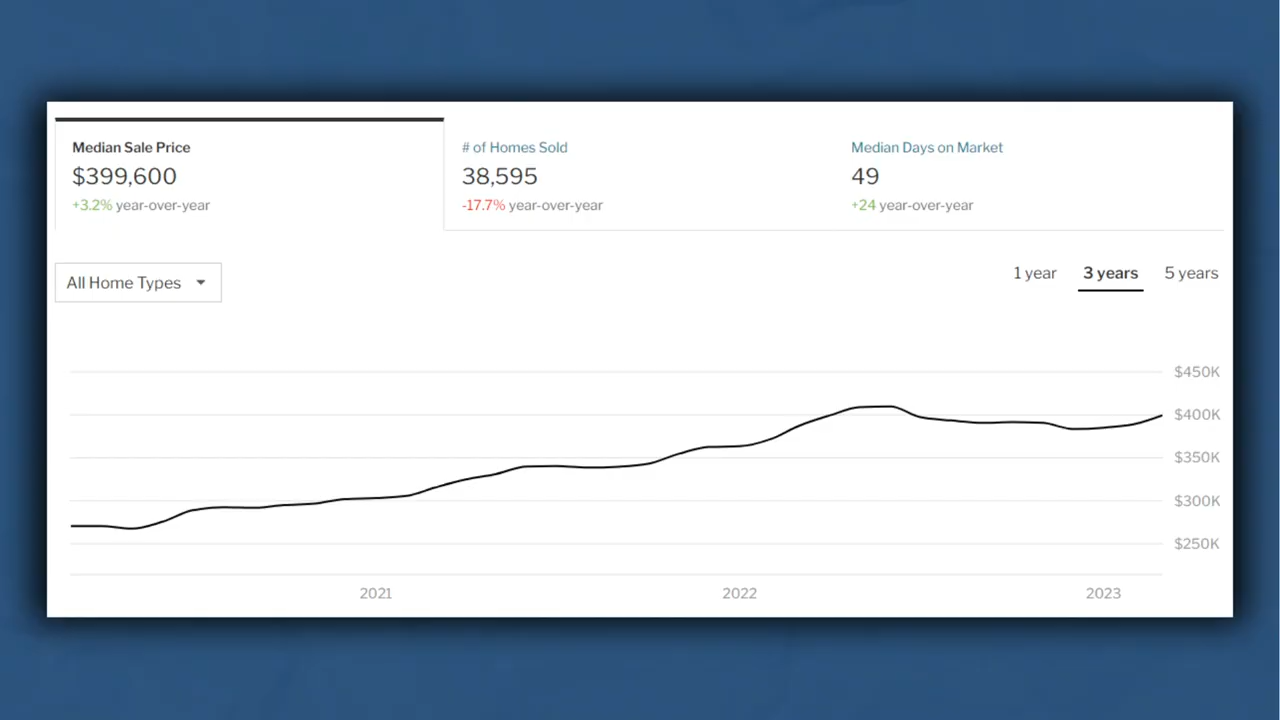 Median Sale Price
$399,600
+3.2% year-over-year
# of Homes Sold
38,595
-17.7% year-over-year
Median Days on Market
49
+24 year-over-year
All Home Types
1 year
3 years
5 years
$450K
$400K
$350K
$300K
$250K
2021
2022
2023